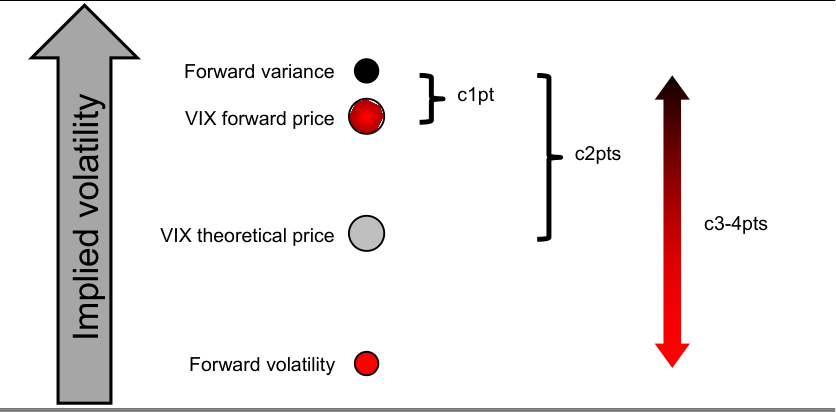 Implied volatility
Forward variance
VIX forward price
c1pt
c2pts
VIX theoretical price
c3-4pts
Forward volatility